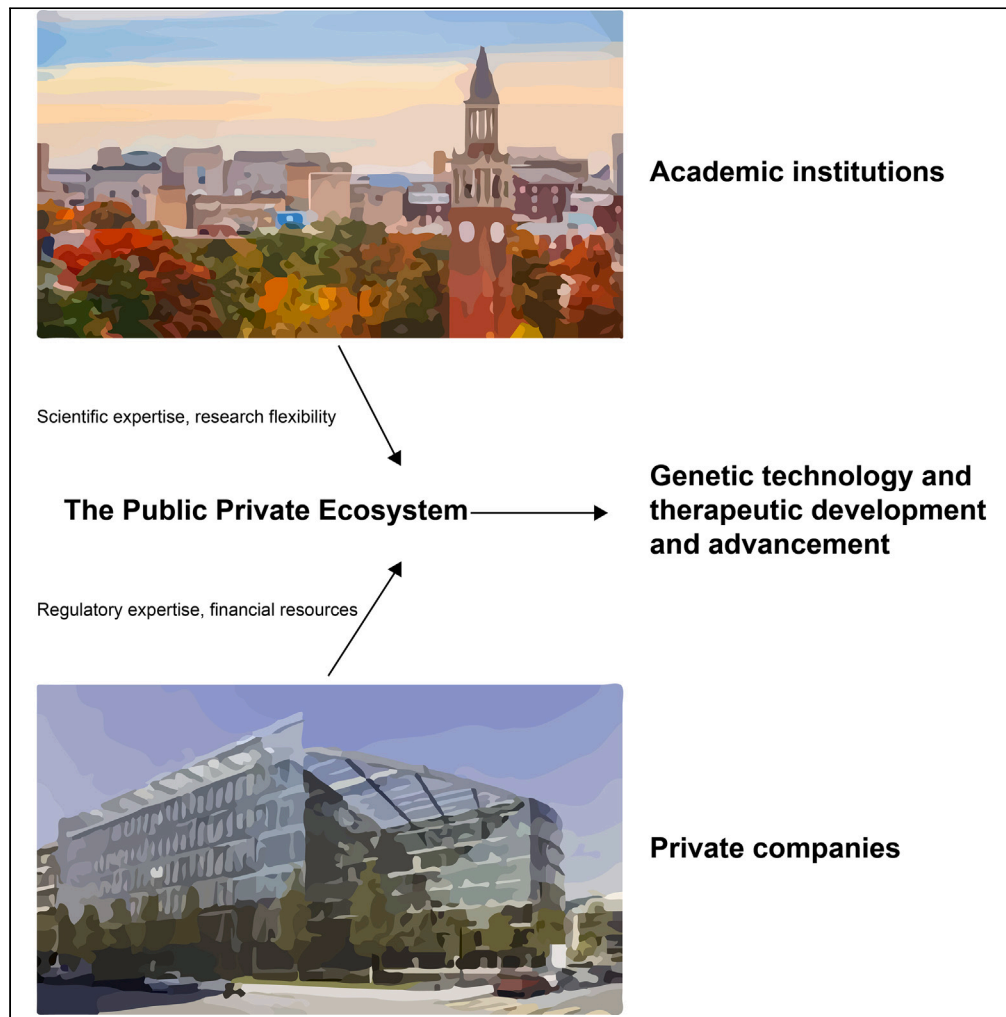 Academic institutions
Scientific expertise, research flexibility
The Public Private Ecosystem
Genetic technology and
therapeutic development
and advancement
Regulatory expertise, financial resources
Private companies